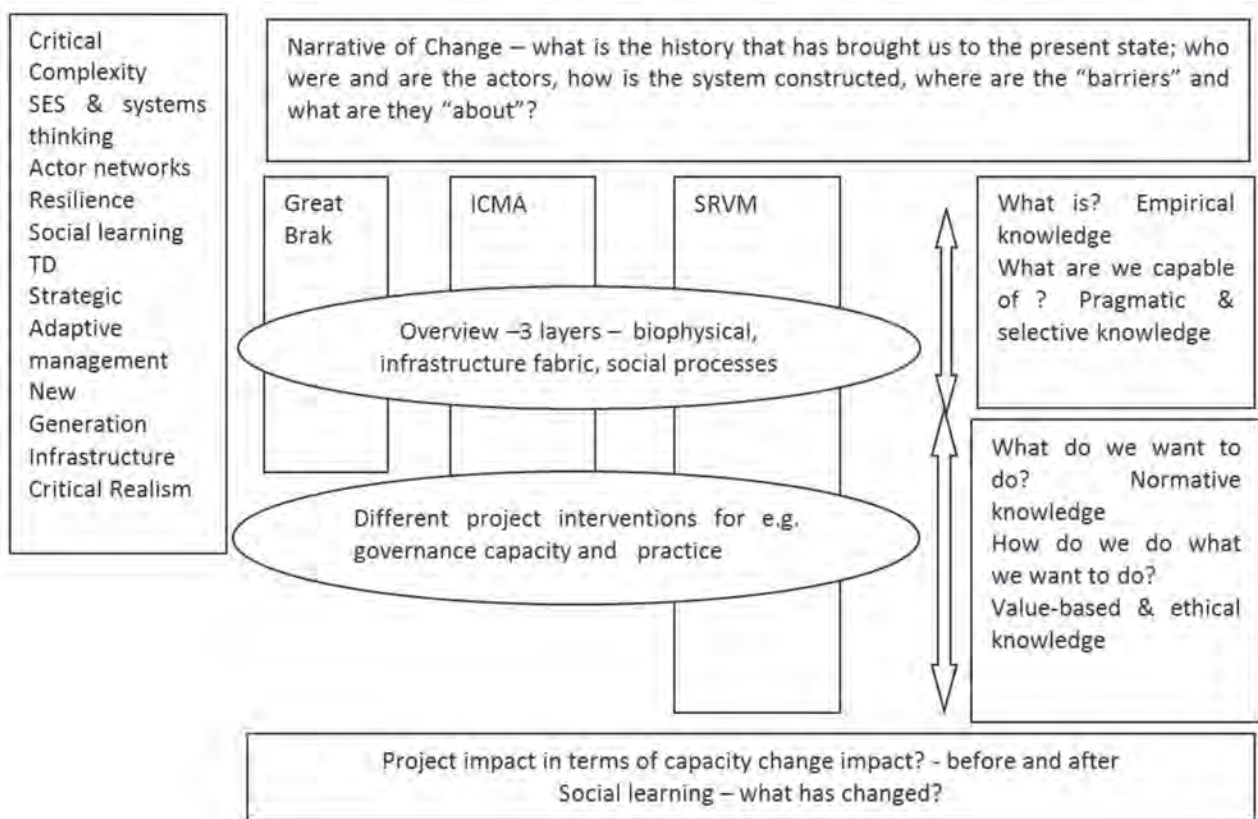 Critical
Complexity
SES & systems
thinking
Actor networks
Resilience
Social learning
TD
Strategic
Adaptive
management
New
Generation
Infrastructure
Critical Realism
Narrative of Change – what is the history that has brought us to the present state; who
were and are the actors, how is the system constructed, where are the “barriers” and
what are they “about”?
Great
Brak
ICMA
SRVM
Overview –3 layers – biophysical,
infrastructure fabric, social processes
Different project interventions for e.g.
governance capacity and practice
What is? Empirical
knowledge
What are we capable
of ? Pragmatic &
selective knowledge
What do we want to
do? Normative
knowledge
How do we do what
we want to do?
Value-based & ethical
knowledge
Project impact in terms of capacity change impact? - before and after
Social learning – what has changed?